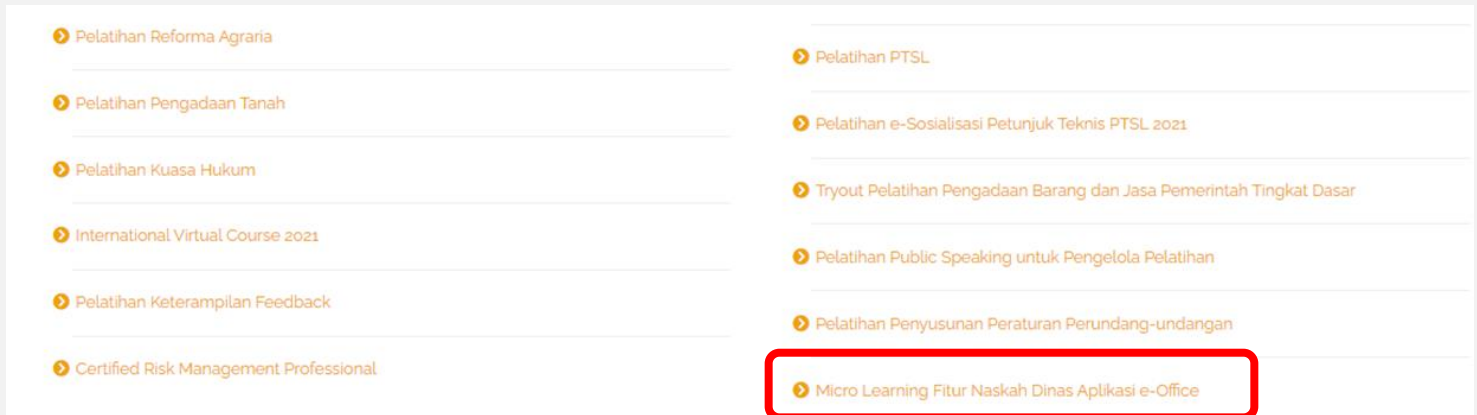 Pelatihan Reforma Agraria
Pelatihan Pengadaan Tanah
Pelatihan Kuasa Hukum
International Virtual Course 2021
Pelatihan Keterampilan Feedback
Certified Risk Management Professional
Pelatihan PTSL
Pelatihan e-Sosialisasi Petunjuk Teknis PTSL 2021
Tryout Pelatihan Pengadaan Barang dan Jasa Pemerintah Tingkat Dasar
Pelatihan Public Speaking untuk Pengelola Pelatihan
Pelatihan Penyusunan Peraturan Perundang-undangan
Micro Learning Fitur Naskah Dinas Aplikasi e-Office